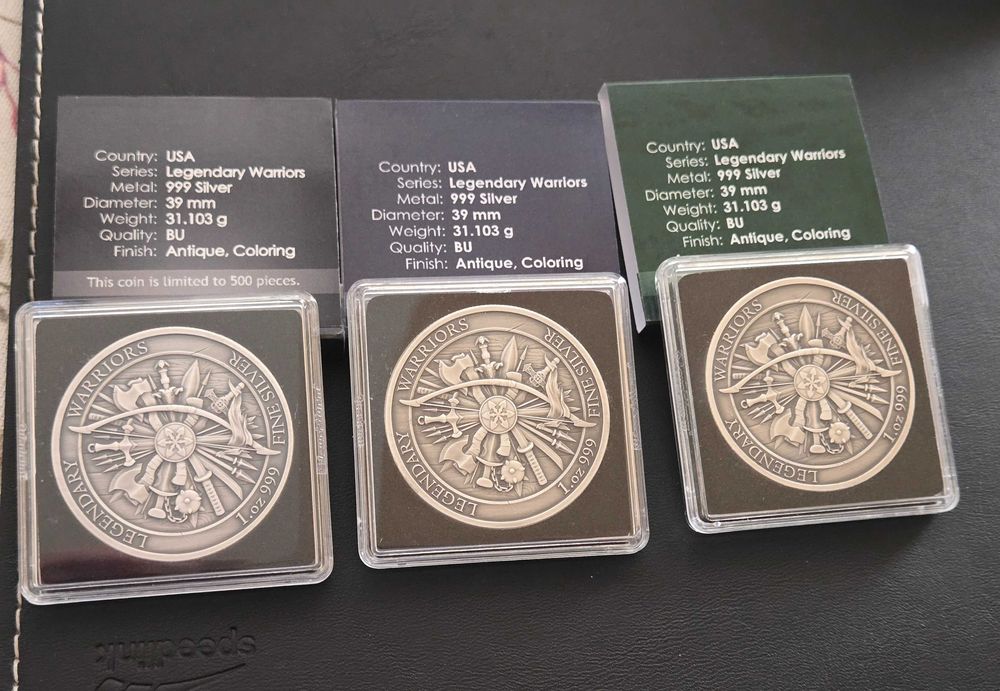 Country: USA
Series: Legendary Warriors
Metal: 999 Silver
Diameter: 39 mm
Weight: 31.103 g
Quality: BU
Finish: Antique, Coloring
This coin is limited to 500 pieces.
Country: USA
Series: Legendary Warriors
Metal: 999 Silver
Diameter: 39 mm
Weight: 31.103 g
Quality: BU
Finish: Antique, Coloring
Country: USA
Series: Legendary Warriors
Metal: 999 Silver
Diameter: 39 mm
Weight: 31.103 g
Quality: BU
Finish: Antique, Coloring
LEGENDARY WARRIORS
1 oz 999 FINE SILVER
LEGENDARY WARRIORS
1 oz 999 FINE SILVER
LEGENDARY WARRIORS
1 oz 999 FINE SILVER
speedlink